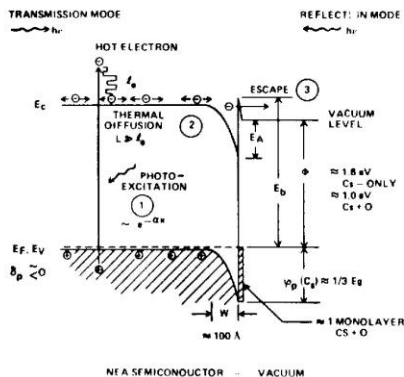 TRANSMISSION MODE
hν
REFLECTION MODE
hν
HOT ELECTRON
ℓe
ESCAPE 3
Ec
THERMAL
DIFFUSION 2
L ≫ ℓe
EA
Eb
VACUUM
LEVEL
Φ ≈ 1.6 eV
Cs-ONLY
≈ 1.0 eV
Cs + O
PHOTO-
EXCITATION
1
~ e^-αx
EF, EV
δp ~< 0
φp (Cs) ≈ 1/3 Eg
W
≈ 100 Å
≈ 1 MONOLAYER
CS + O
NEA SEMICONDUCTOR - VACUUM